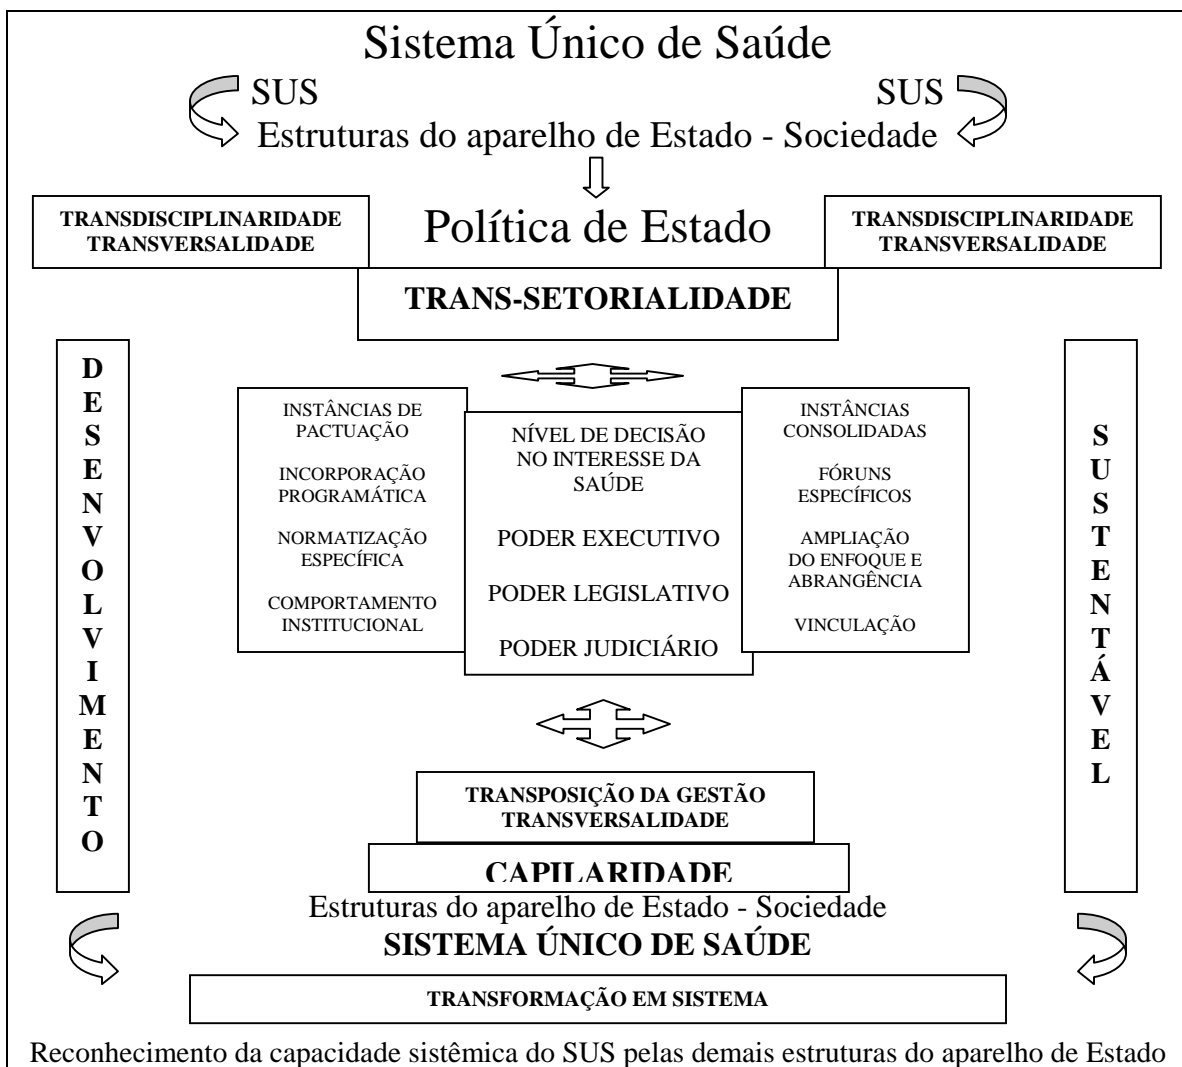 Sistema Único de Saúde
SUS
SUS
Estruturas do aparelho de Estado - Sociedade
TRANSDISCIPLINARIDADE
TRANSVERSALIDADE
Política de Estado
TRANSDISCIPLINARIDADE
TRANSVERSALIDADE
TRANS-SETORIALIDADE
D
E
S
E
N
V
O
L
V
I
M
E
N
T
O
INSTÂNCIAS DE
PACTUAÇÃO
INCORPORAÇÃO
PROGRAMÁTICA
NORMATIZAÇÃO
ESPECÍFICA
COMPORTAMENTO
INSTITUCIONAL
NÍVEL DE DECISÃO
NO INTERESSE DA
SAÚDE
PODER EXECUTIVO
PODER LEGISLATIVO
PODER JUDICIÁRIO
INSTÂNCIAS
CONSOLIDADAS
FÓRUNS
ESPECÍFICOS
AMPLIAÇÃO
DO ENFOQUE E
ABRANGÊNCIA
VINCULAÇÃO
S
U
S
T
E
N
T
Á
V
E
L
TRANSPOSIÇÃO DA GESTÃO
TRANSVERSALIDADE
CAPILARIDADE
Estruturas do aparelho de Estado - Sociedade
SISTEMA ÚNICO DE SAÚDE
TRANSFORMAÇÃO EM SISTEMA
Reconhecimento da capacidade sistêmica do SUS pelas demais estruturas do aparelho de Estado